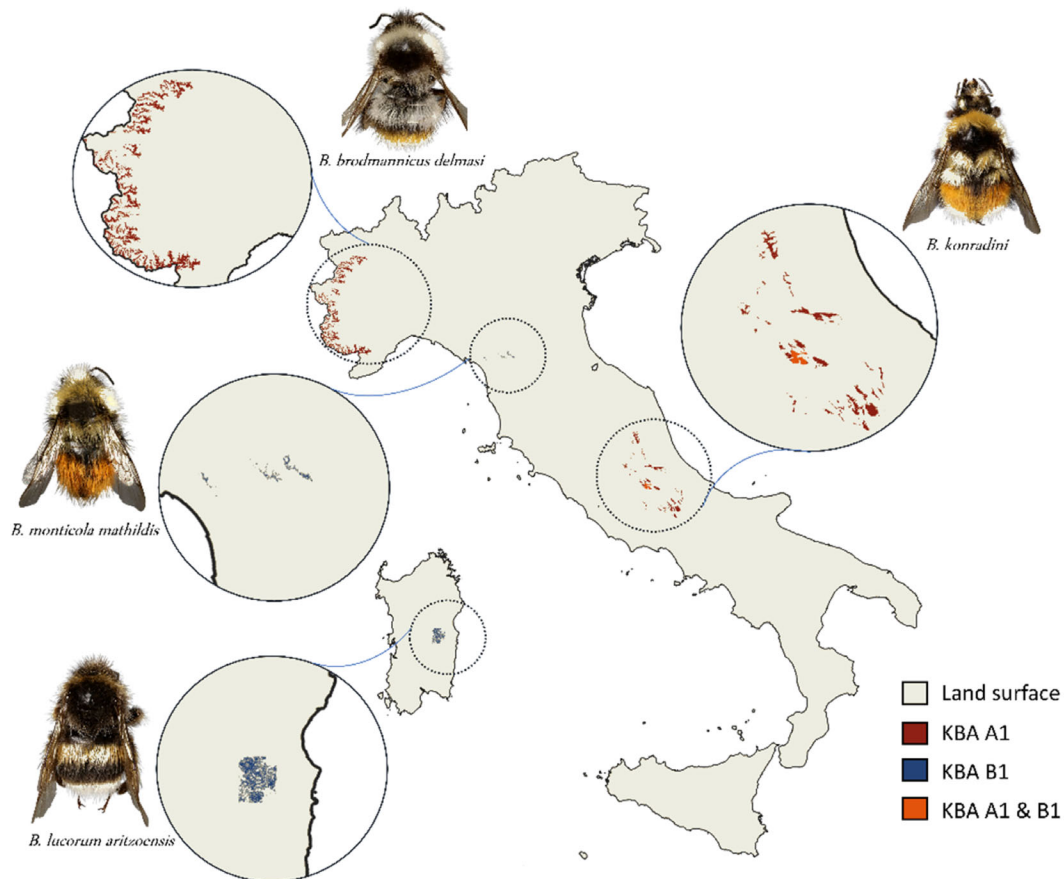 B. brodmannicus delmasi
B. konradini
B. monticola mathildis
B. lucorum aritzoensis
Land surface
KBA A1
KBA B1
KBA A1 & B1